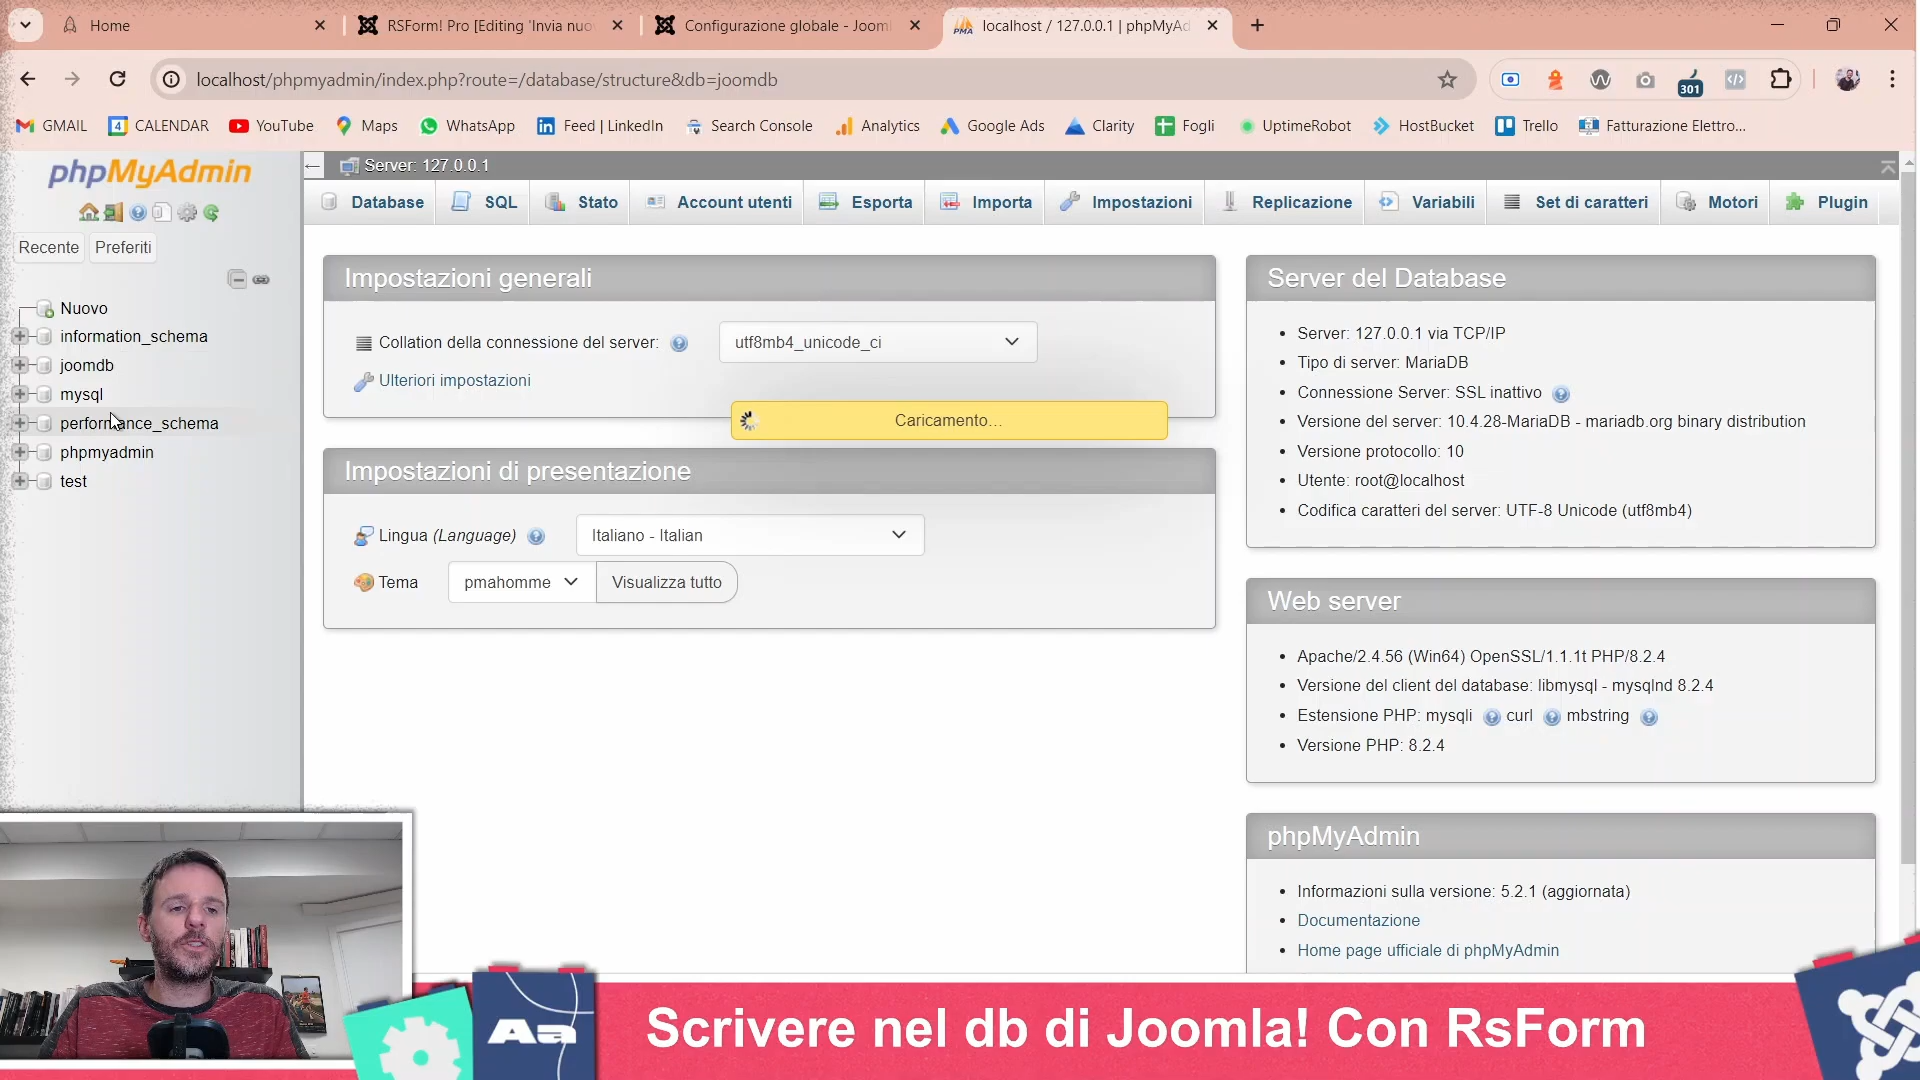 Home
RSForm! Pro [Editing 'Invia nuo
Configurazione globale - Jooml
localhost / 127.0.0.1 | phpMyAd
localhost/phpmyadmin/index.php?route=/database/structure&db=joomdb
301
GMAIL
4
CALENDAR
YouTube
Maps
WhatsApp
Feed | LinkedIn
Search Console
Analytics
Google Ads
Clarity
Fogli
UptimeRobot
HostBucket
Trello
Fatturazione Elettro...
phpMyAdmin
Recente
Preferiti
Nuovo
information_schema
joomdb
mysql
performance_schema
phpmyadmin
test
Server: 127.0.0.1
Database
SQL
Stato
Account utenti
Esporta
Importa
Impostazioni
Replicazione
Variabili
Set di caratteri
Motori
Plugin
Impostazioni generali
Collation della connessione del server:
utf8mb4_unicode_ci
Ulteriori impostazioni
Caricamento…
Impostazioni di presentazione
Lingua (Language)
Italiano - Italian
Tema
pmahomme
Visualizza tutto
Server del Database
Server: 127.0.0.1 via TCP/IP
Tipo di server: MariaDB
Connessione Server: SSL inattivo
Versione del server: 10.4.28-MariaDB - mariadb.org binary distribution
Versione protocollo: 10
Utente: root@localhost
Codifica caratteri del server: UTF-8 Unicode (utf8mb4)
Web server
Apache/2.4.56 (Win64) OpenSSL/1.1.1t PHP/8.2.4
Versione del client del database: libmysql - mysqlnd 8.2.4
Estensione PHP: mysqli curl mbstring
Versione PHP: 8.2.4
phpMyAdmin
Informazioni sulla versione: 5.2.1 (aggiornata)
Documentazione
Home page ufficiale di phpMyAdmin
Aa
Scrivere nel db di Joomla! Con RsForm